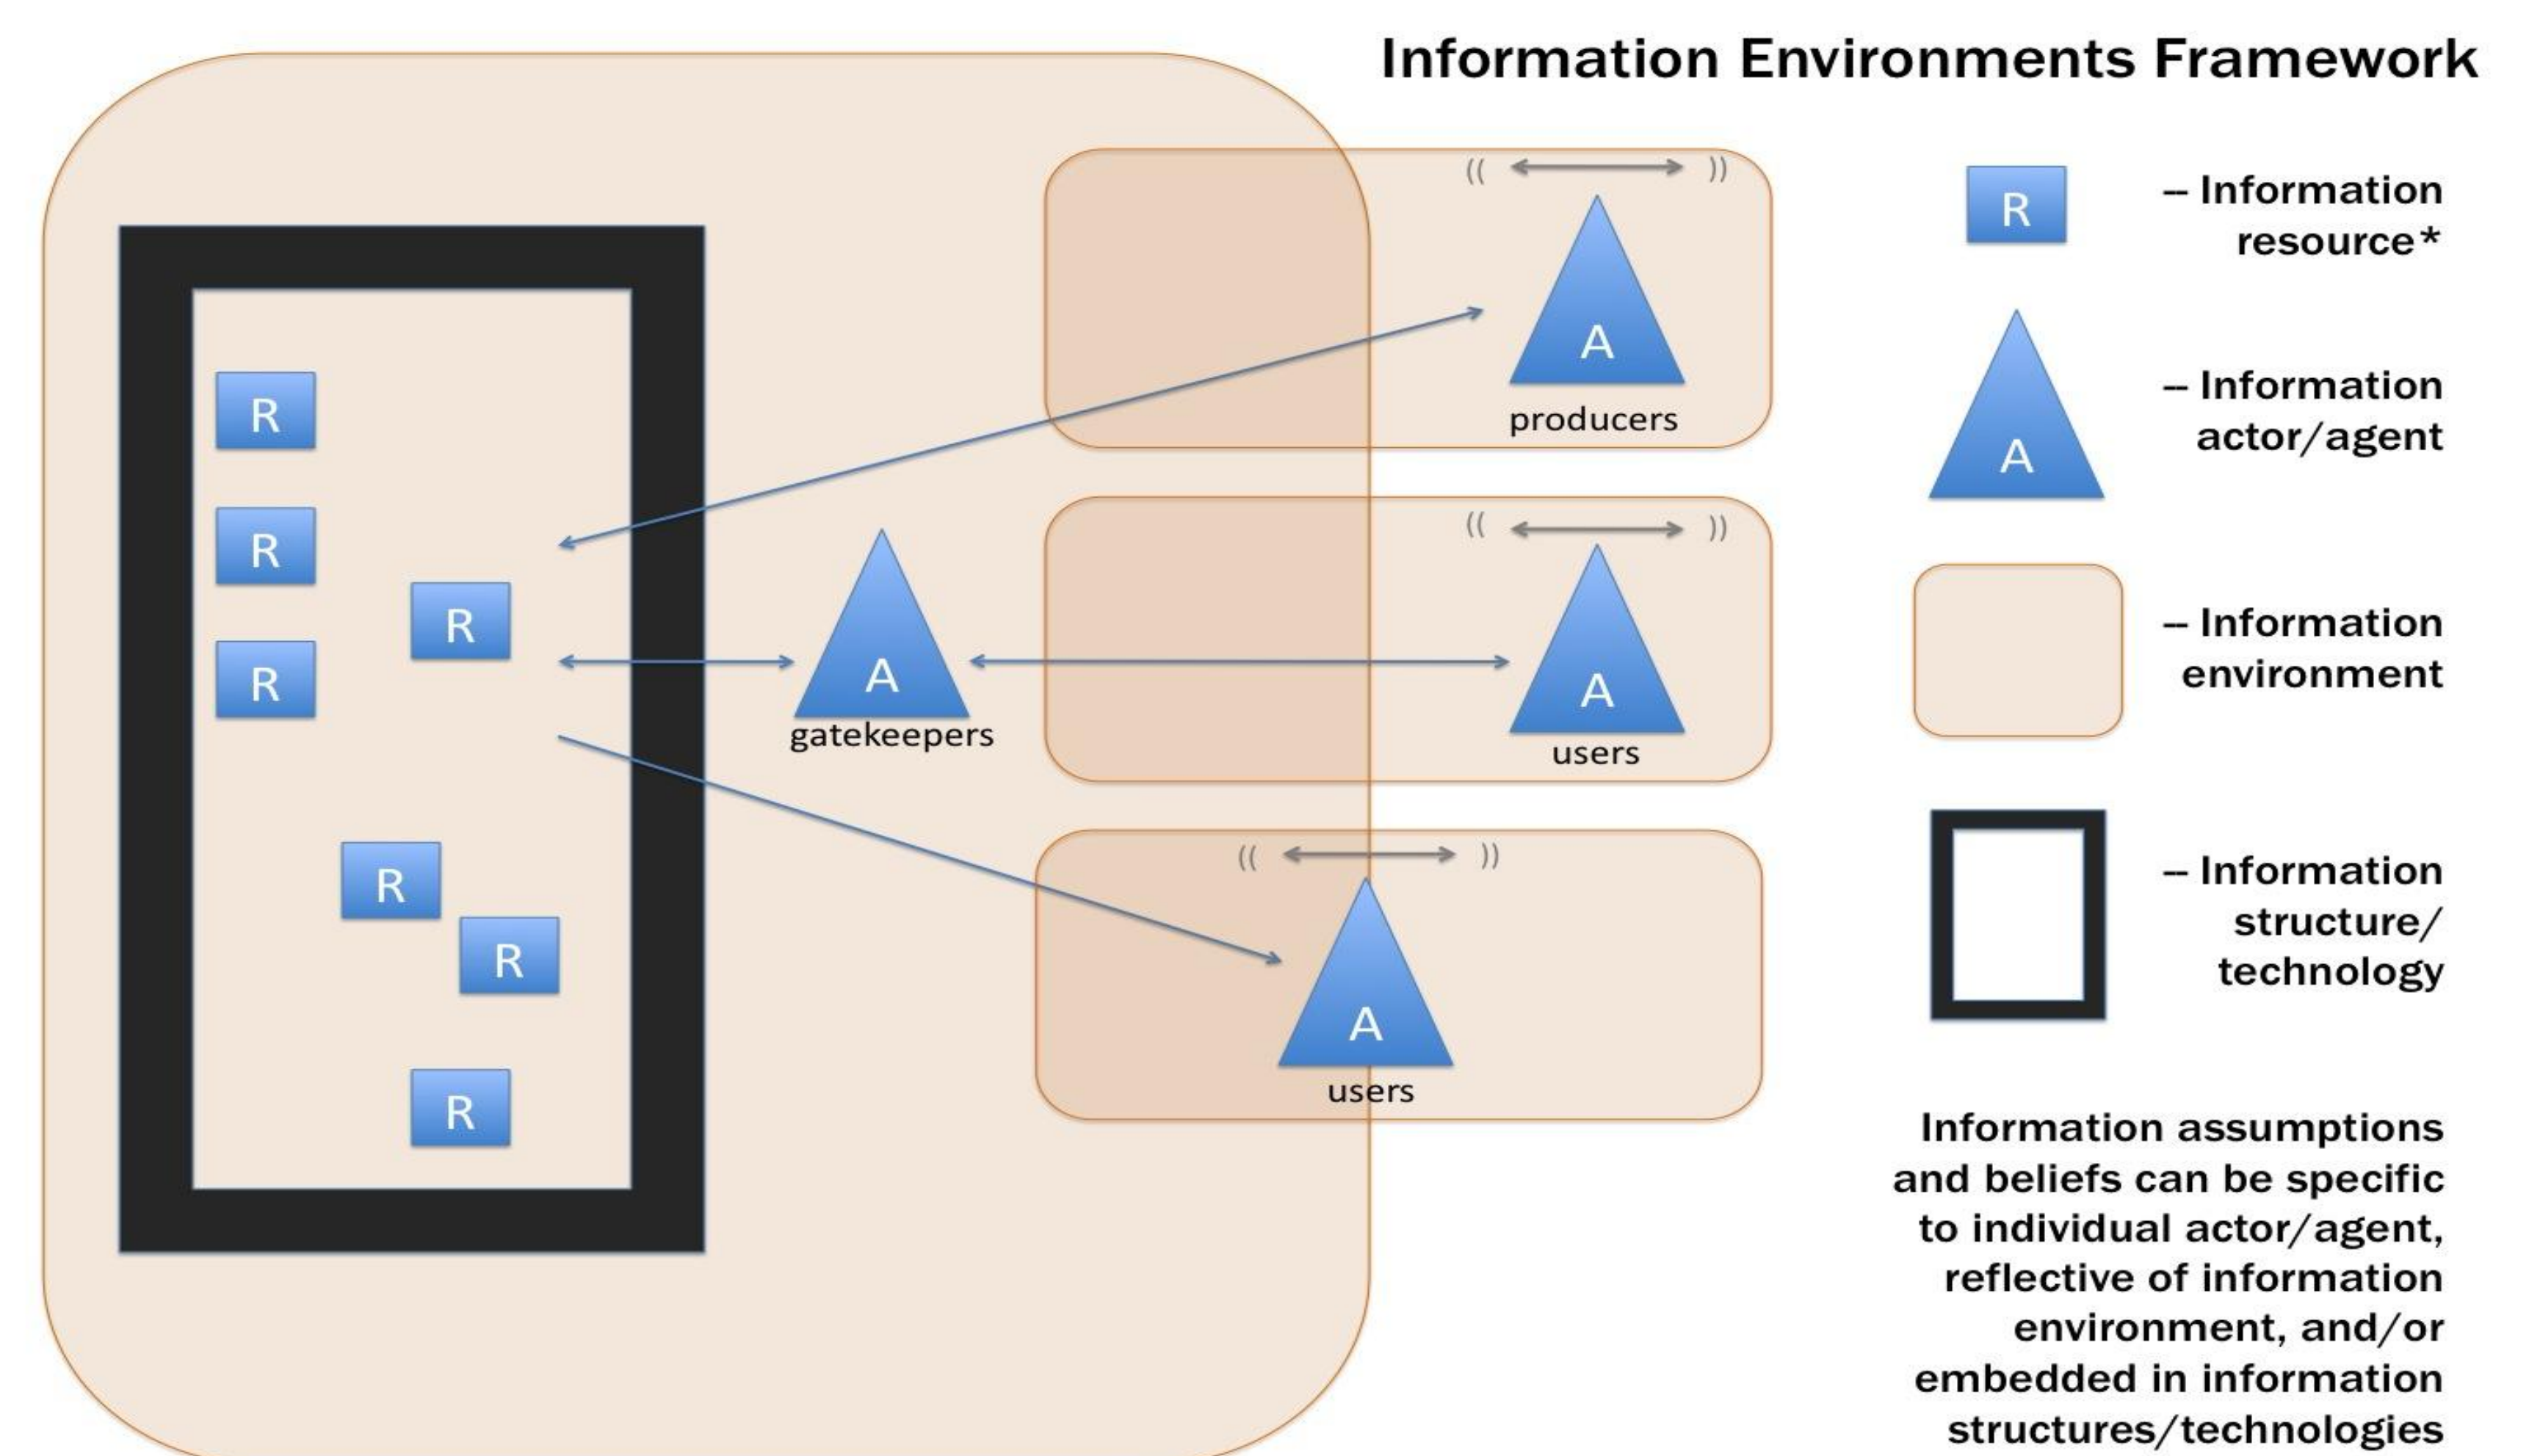 Information Environments Framework
((
))
R
– Information
resource*
A
producers
A
– Information
actor/agent
R
R
R
R
((
))
A
gatekeepers
A
users
– Information
environment
((
))
R
R
A
users
– Information
structure/
technology
R
Information assumptions
and beliefs can be specific
to individual actor/agent,
reflective of information
environment, and/or
embedded in information
structures/technologies